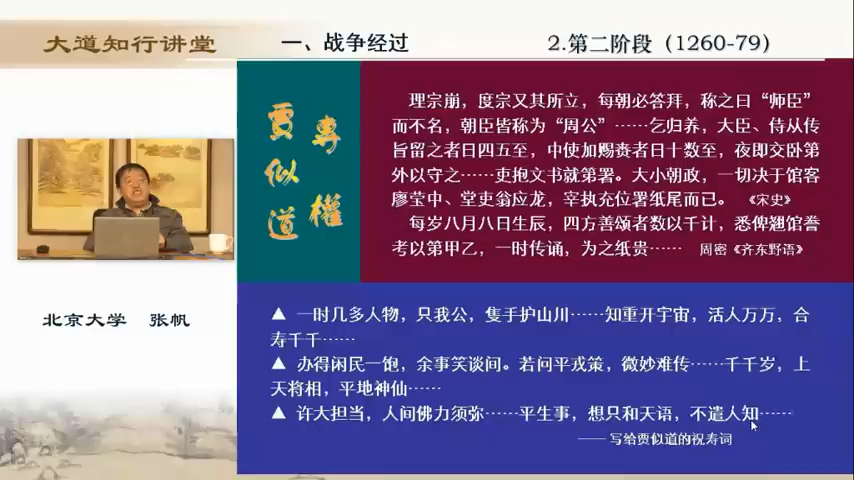 大道知行讲堂
一、战争经过
2.第二阶段（1260-79）
贾似道
專權
理宗崩，度宗又其所立，每朝必答拜，称之曰“师臣”
而不名，朝臣皆称为“周公”……乞归养，大臣、侍从传
旨留之者日四五至，中使加赐赉者日十数至，夜即交卧第
外以守之……吏抱文书就第署。大小朝政，一切决于馆客
廖莹中、堂吏翁应龙，宰执充位署纸尾而已。《宋史》
每岁八月八日生辰，四方善颂者数以千计，悉俾翘馆誊
考以第甲乙，一时传诵，为之纸贵…… 周密《齐东野语》
▲ 一时几多人物，只我公，隻手护山川……知重开宇宙，活人万万，合
寿千千……
▲ 办得闲民一饱，余事笑谈间。若问平戎策，微妙难传……千千岁，上
天将相，平地神仙……
▲ 许大担当，人间佛力须弥……平生事，想只和天语，不遣人知……
—— 写给贾似道的祝寿词
北京大学 张帆